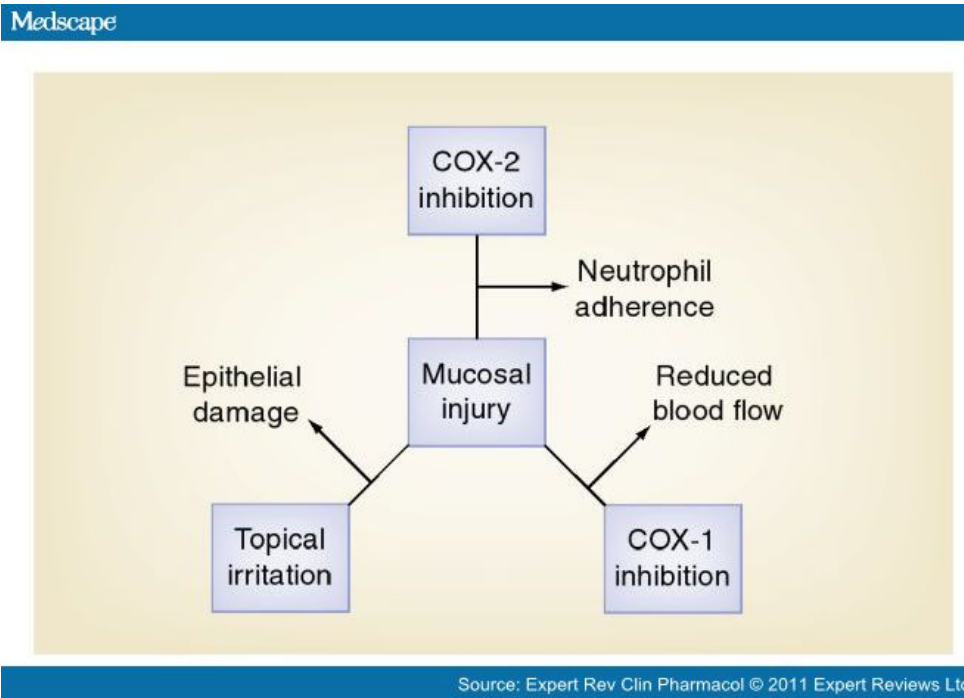 Medscape
COX-2
inhibition
Neutrophil
adherence
Epithelial
damage
Mucosal
injury
Reduced
blood flow
Topical
irritation
COX-1
inhibition
Source: Expert Rev Clin Pharmacol © 2011 Expert Reviews Ltd